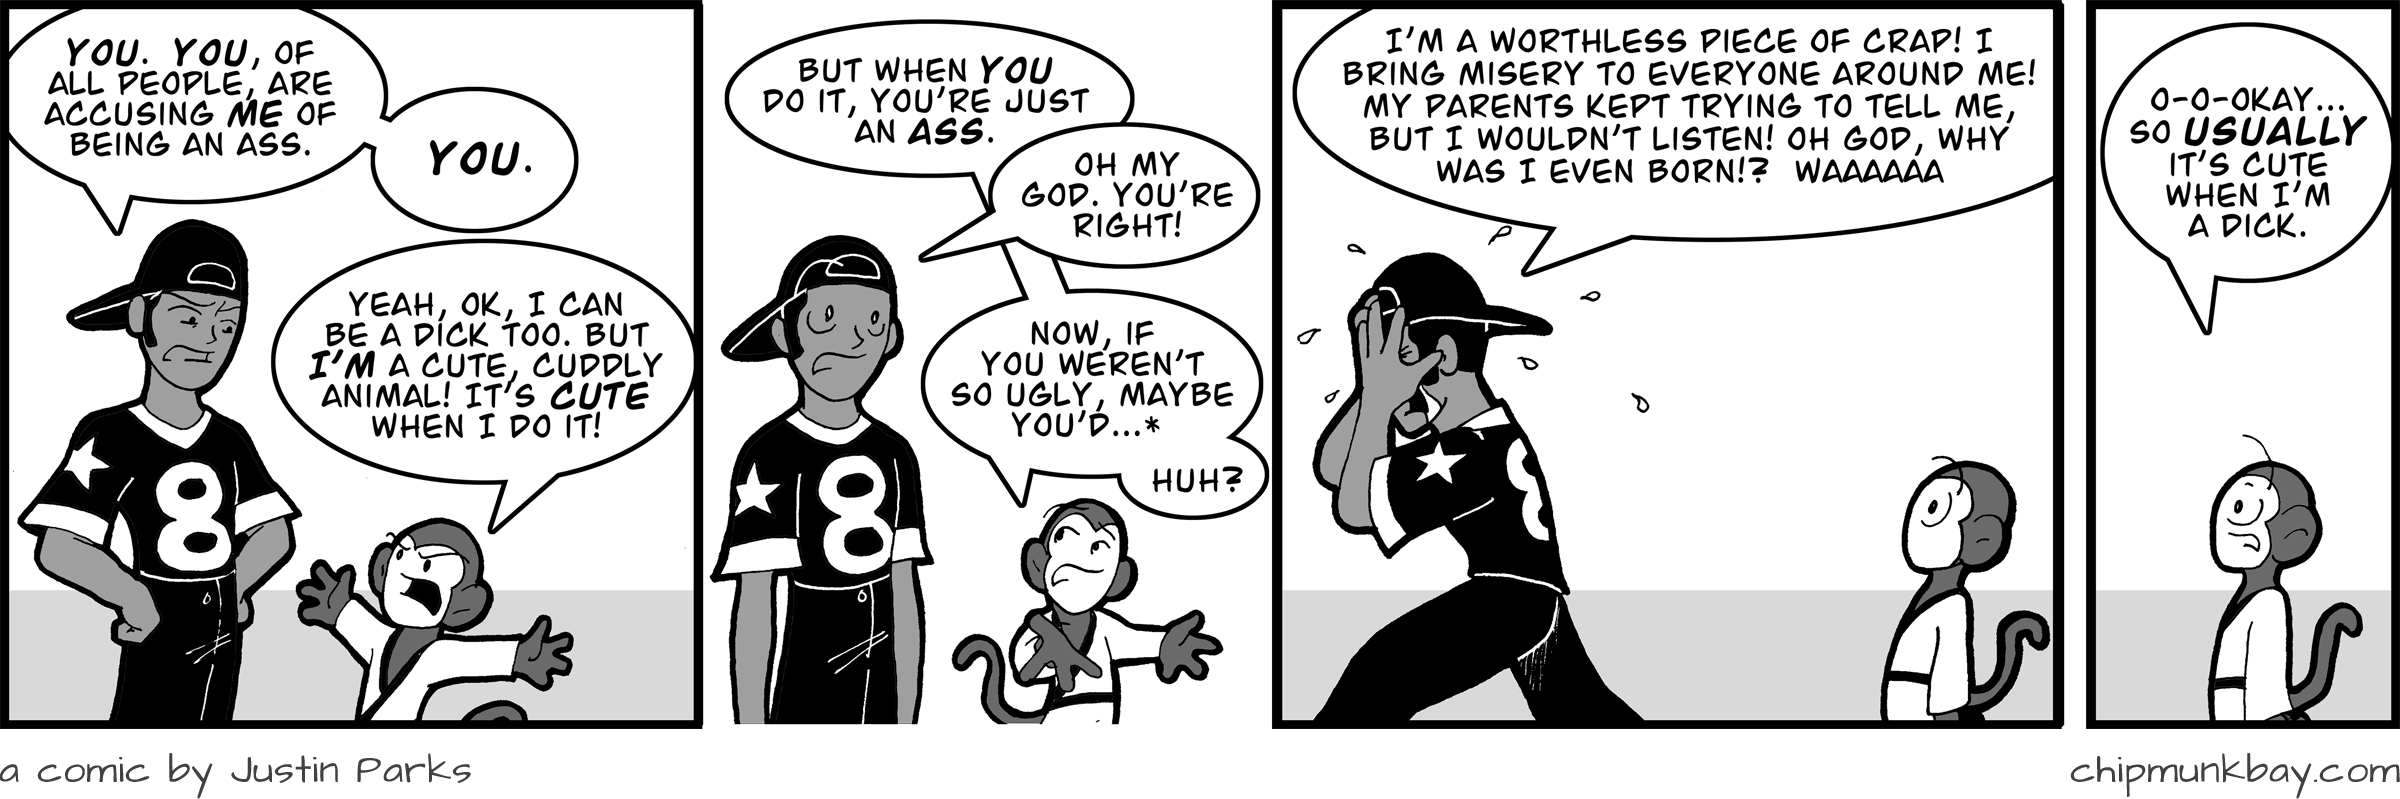 YOU. YOU, OF
ALL PEOPLE, ARE
ACCUSING ME OF
BEING AN ASS.
YOU.
YEAH, OK, I CAN
BE A DICK TOO. BUT
I'M A CUTE, CUDDLY
ANIMAL! IT'S CUTE
WHEN I DO IT!
8
BUT WHEN YOU
DO IT, YOU'RE JUST
AN ASS.
OH MY
GOD. YOU'RE
RIGHT!
NOW, IF
YOU WEREN'T
SO UGLY, MAYBE
YOU'D...*
HUH?
8
I'M A WORTHLESS PIECE OF CRAP! I
BRING MISERY TO EVERYONE AROUND ME!
MY PARENTS KEPT TRYING TO TELL ME,
BUT I WOULDN'T LISTEN! OH GOD, WHY
WAS I EVEN BORN!? WAAAAAA
8
O-O-OKAY...
SO USUALLY
IT'S CUTE
WHEN I'M
A DICK.
a comic by Justin Parks
chipmunkbay.com